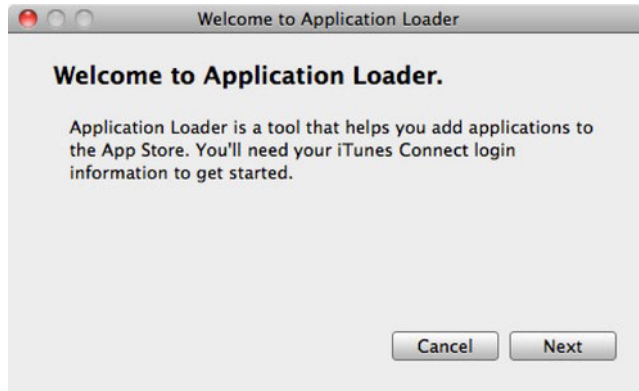 Welcome to Application Loader
Welcome to Application Loader.
Application Loader is a tool that helps you add applications to
the App Store. You'll need your iTunes Connect login
information to get started.
Cancel
Next